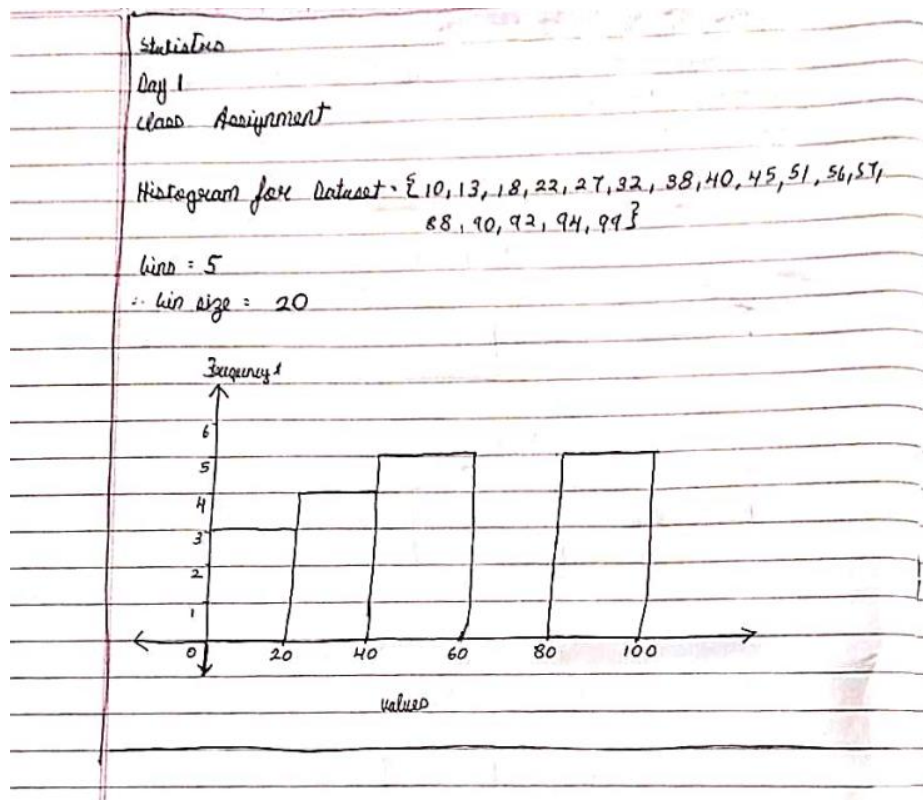 Statistics
Day 1
Class Assignment
Histogram for Dataset - {10, 13, 18, 22, 27, 32, 38, 40, 45, 51, 56, 57,
88, 90, 92, 94, 99}
bins = 5
∴ bin size = 20
Frequency
6
5
4
3
2
1
0 20 40 60 80 100
values